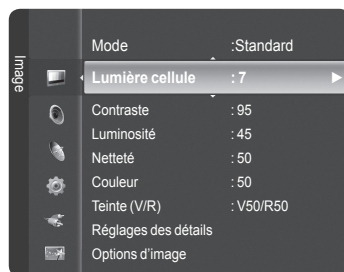 Image
Mode :Standard
Lumière cellule : 7
Contraste : 95
Luminosité : 45
Netteté : 50
Couleur : 50
Teinte (V/R) : V50/R50
Réglages des détails
Options d'image